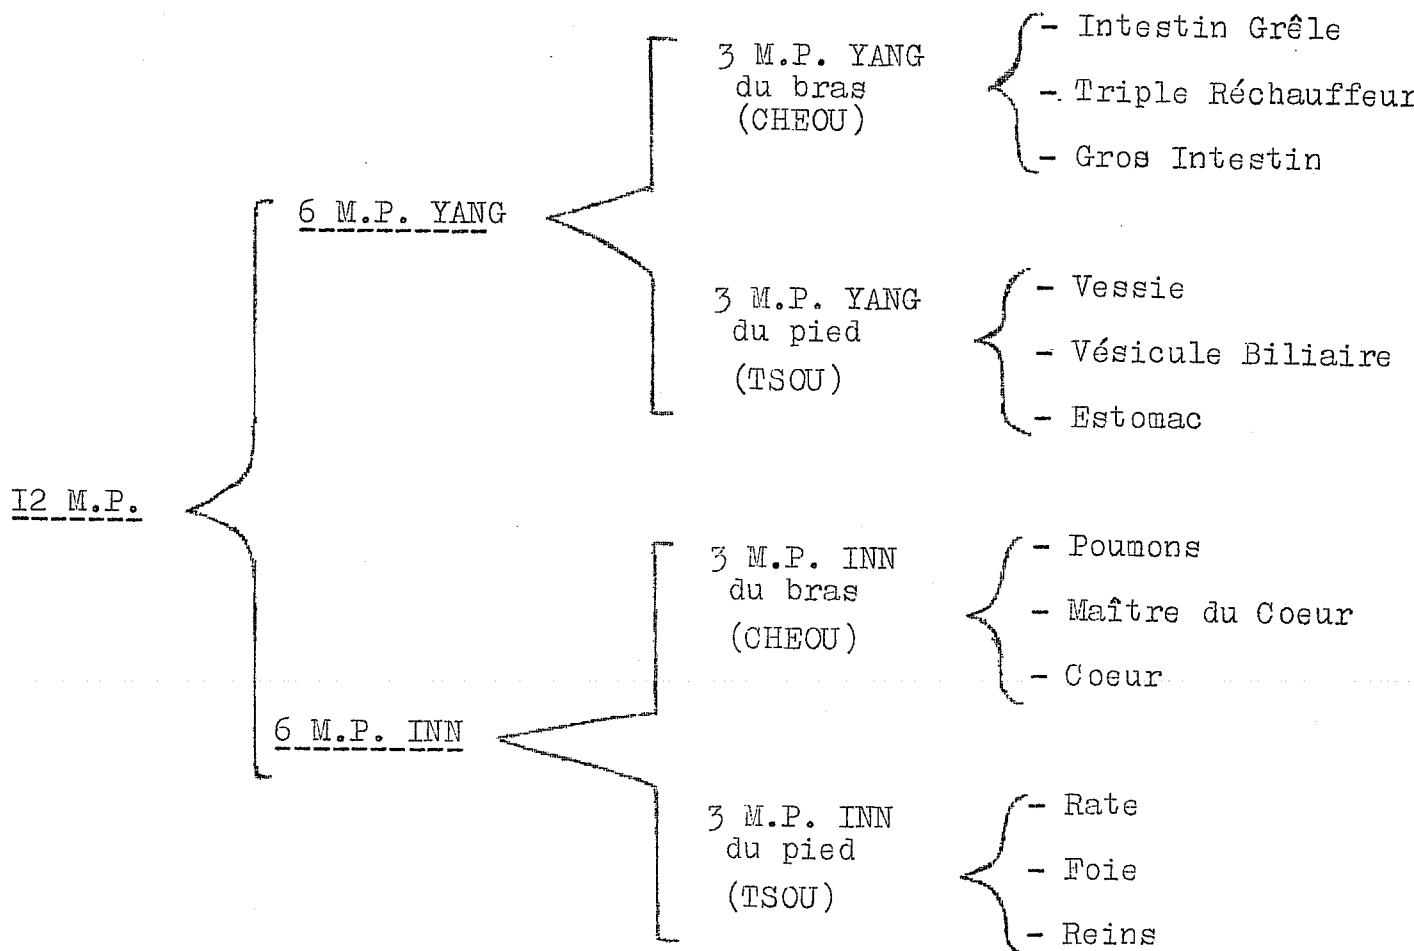 12 M.P.
6 M.P. YANG
3 M.P. YANG
du bras
(CHEOU)
- Intestin Grêle
- Triple Réchauffeur
- Gros Intestin
3 M.P. YANG
du pied
(TSOU)
- Vessie
- Vésicule Biliaire
- Estomac
6 M.P. INN
3 M.P. INN
du bras
(CHEOU)
- Poumons
- Maître du Coeur
- Coeur
3 M.P. INN
du pied
(TSOU)
- Rate
- Foie
- Reins